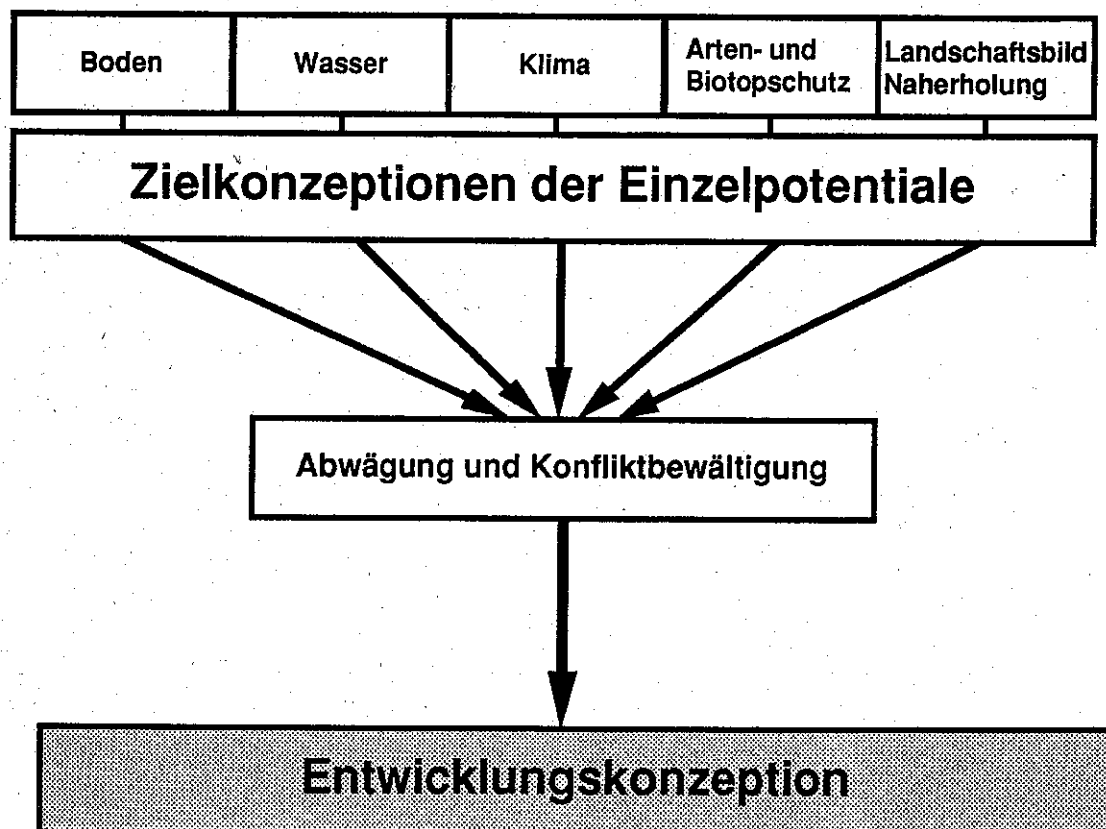 Boden
Wasser
Klima
Arten- und
Biotopschutz
Landschaftsbild
Naherholung
Zielkonzeptionen der Einzelpotentiale
Abwägung und Konfliktbewältigung
Entwicklungskonzeption